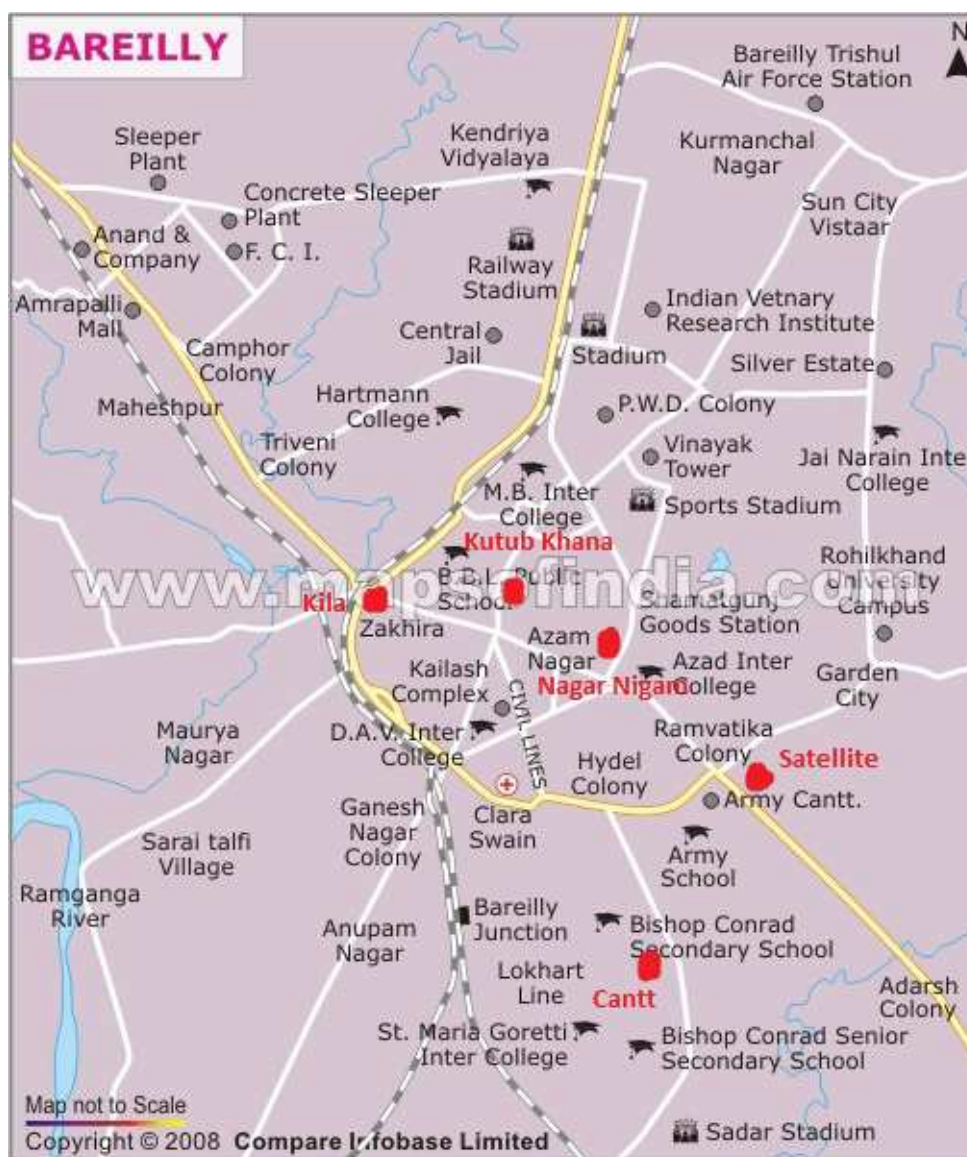 BAREILLY
N
Bareilly Trishul
Air Force Station
Sleeper
Plant
Kendriya
Vidyalaya
Kurmanchal
Nagar
Concrete Sleeper
Plant
Sun City
Vistaar
Anand &
Company
F. C. I.
Railway
Stadium
Amrapalli
Mall
Indian Vetnary
Research Institute
Central
Jail
Stadium
Camphor
Colony
Silver Estate
Maheshpur
Hartmann
College
P.W.D. Colony
Triveni
Colony
Vinayak
Tower
Jai Narain Inter
College
M.B. Inter
College
Sports Stadium
Kutub Khana
www.mapsofindia.com
B.B.L. Public
School
Rohilkhand
University
Campus
Kila
Zakhira
Shamatgunj
Goods Station
Azam
Nagar
Kailash
Complex
Nagar Nigam
Azad Inter
College
Garden
City
CIVIL LINES
Maurya
Nagar
D.A.V. Inter
College
Ramvatika
Colony
Hydel
Colony
Satellite
Army Cantt.
Ganesh
Nagar
Colony
Clara
Swain
Sarai talfi
Village
Army
School
Ramganga
River
Anupam
Nagar
Bareilly
Junction
Bishop Conrad
Secondary School
Lokhart
Line
Cantt
Adarsh
Colony
St. Maria Goretti
Inter College
Bishop Conrad Senior
Secondary School
Map not to Scale
Copyright © 2008 Compare Infobase Limited
Sadar Stadium